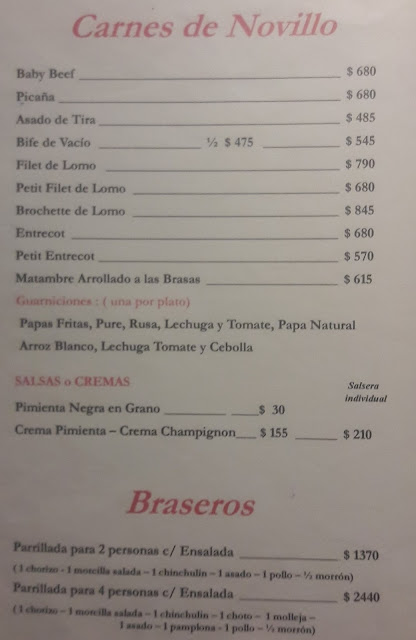 Carnes de Novillo
Baby Beef $ 680
Picaña $ 680
Asado de Tira $ 485
Bife de Vacío ½ $ 475 $ 545
Filet de Lomo $ 790
Petit Filet de Lomo $ 680
Brochette de Lomo $ 845
Entrecot $ 680
Petit Entrecot $ 570
Matambre Arrollado a las Brasas $ 615
Guarniciones : ( una por plato)
Papas Fritas, Pure, Rusa, Lechuga y Tomate, Papa Natural
Arroz Blanco, Lechuga Tomate y Cebolla
SALSAS o CREMAS
Salsera
individual
Pimienta Negra en Grano $ 30
Crema Pimienta – Crema Champignon $ 155 $ 210
Braseros
Parrillada para 2 personas c/ Ensalada $ 1370
( 1 chorizo - 1 morcilla salada – 1 chinchulin – 1 asado – 1 pollo – ½ morrón)
Parrillada para 4 personas c/ Ensalada $ 2440
( 1 chorizo – 1 morcilla salada – 1 chinchulin – 1 choto – 1 molleja –
1 asado – 1 pamplona - 1 pollo – ½ morrón)